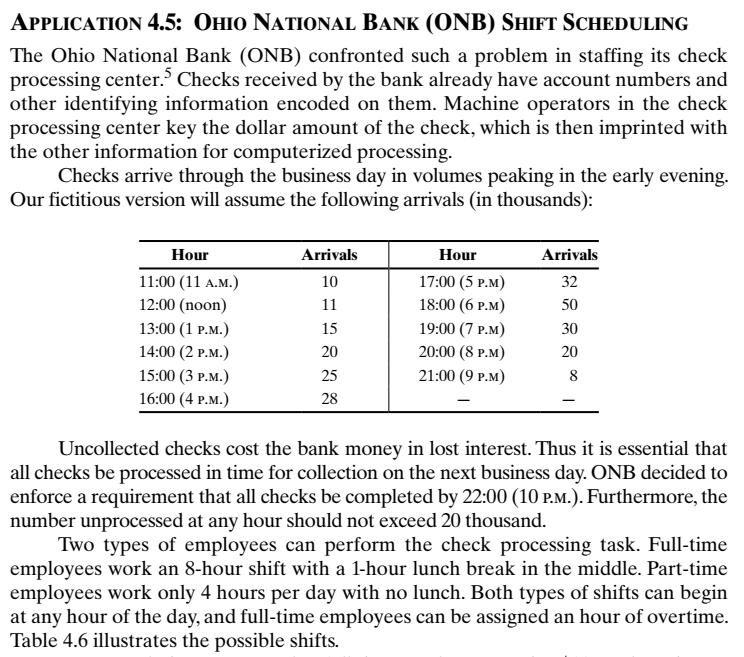 APPLICATION 4.5: OHIO NATIONAL BANK (ONB) SHIFT SCHEDULING
The Ohio National Bank (ONB) confronted such a problem in staffing its check
processing center.5 Checks received by the bank already have account numbers and
other identifying information encoded on them. Machine operators in the check
processing center key the dollar amount of the check, which is then imprinted with
the other information for computerized processing.
Checks arrive through the business day in volumes peaking in the early evening.
Our fictitious version will assume the following arrivals (in thousands):
Hour Arrivals Hour Arrivals
11:00 (11 A.M.) 10 17:00 (5 P.M) 32
12:00 (noon) 11 18:00 (6 P.M) 50
13:00 (1 P.M.) 15 19:00 (7 P.M) 30
14:00 (2 P.M.) 20 20:00 (8 P.M) 20
15:00 (3 P.M.) 25 21:00 (9 P.M) 8
16:00 (4 P.M.) 28 — —
Uncollected checks cost the bank money in lost interest. Thus it is essential that
all checks be processed in time for collection on the next business day. ONB decided to
enforce a requirement that all checks be completed by 22:00 (10 P.M.). Furthermore, the
number unprocessed at any hour should not exceed 20 thousand.
Two types of employees can perform the check processing task. Full-time
employees work an 8-hour shift with a 1-hour lunch break in the middle. Part-time
employees work only 4 hours per day with no lunch. Both types of shifts can begin
at any hour of the day, and full-time employees can be assigned an hour of overtime.
Table 4.6 illustrates the possible shifts.